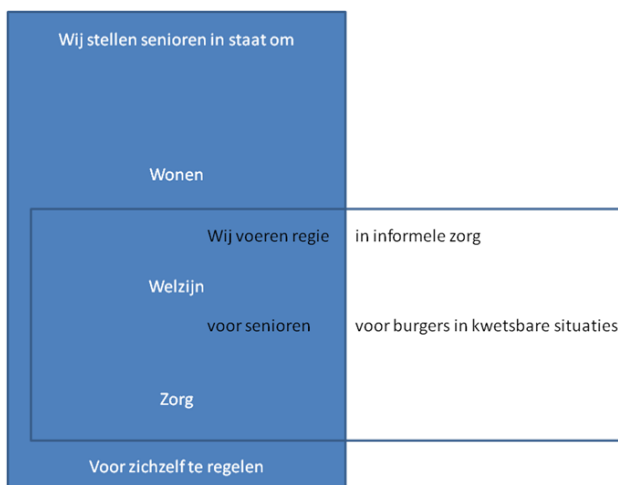 Wij stellen senioren in staat om
Wonen
Wij voeren regie in informele zorg
Welzijn
voor senioren voor burgers in kwetsbare situaties
Zorg
Voor zichzelf te regelen